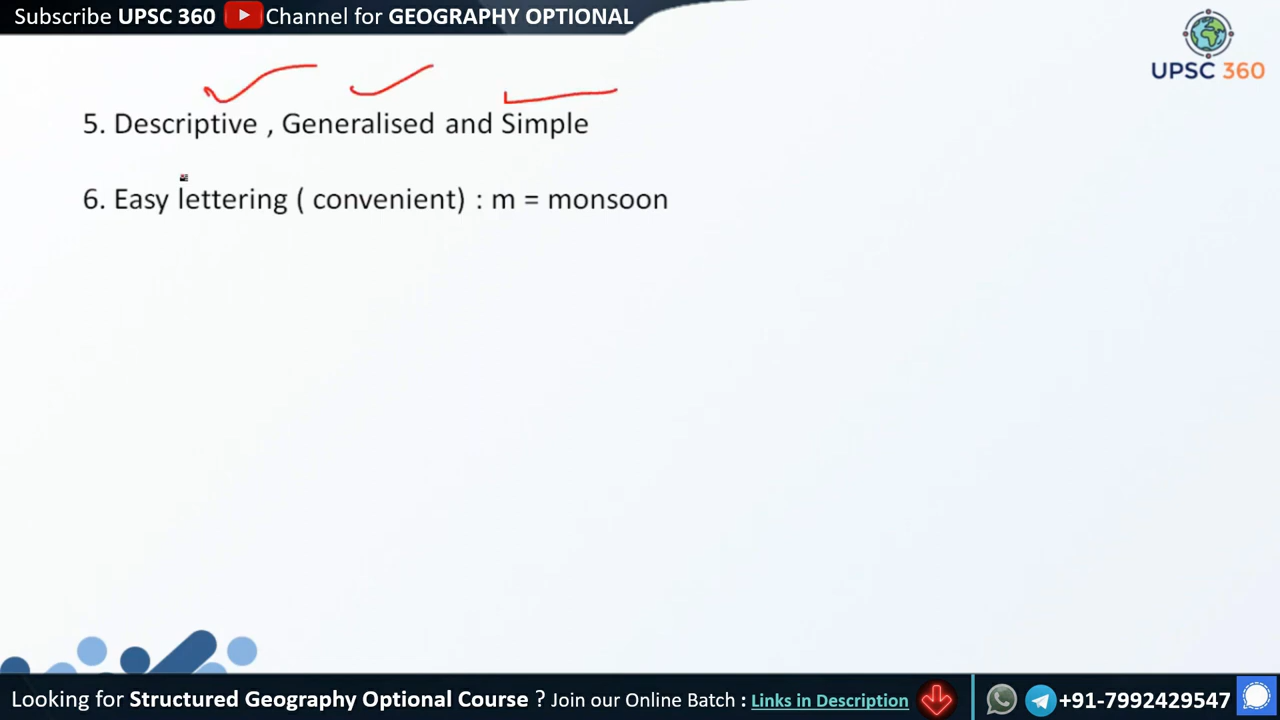 Subscribe UPSC 360 Channel for GEOGRAPHY OPTIONAL
UPSC 360
5. Descriptive , Generalised and Simple
6. Easy lettering ( convenient) : m = monsoon
Looking for Structured Geography Optional Course ? Join our Online Batch : Links in Description
+91-7992429547